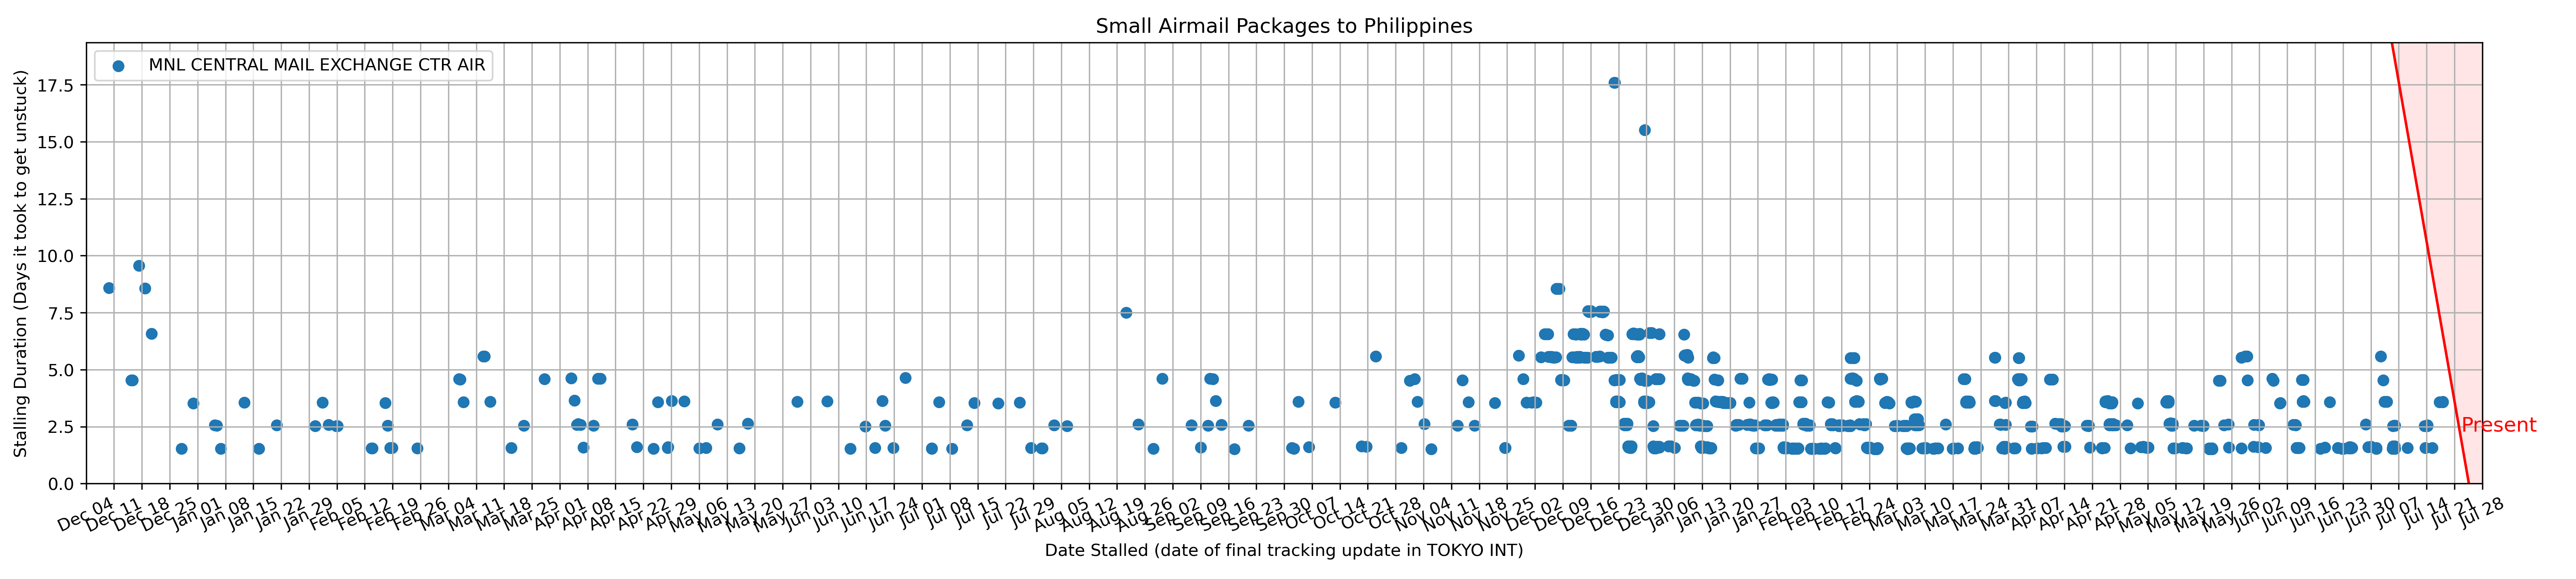 Small Airmail Packages to Philippines
MNL CENTRAL MAIL EXCHANGE CTR AIR
Stalling Duration (Days it took to get unstuck)
17.5
15.0
12.5
10.0
7.5
5.0
2.5
0.0
Present
Dec 04 Dec 11 Dec 18 Dec 25 Jan 01 Jan 08 Jan 15 Jan 22 Jan 29 Feb 05 Feb 12 Feb 19 Feb 26 Mar 04 Mar 11 Mar 18 Mar 25 Apr 01 Apr 08 Apr 15 Apr 22 Apr 29 May 06 May 13 May 20 May 27 Jun 03 Jun 10 Jun 17 Jun 24 Jul 01 Jul 08 Jul 15 Jul 22 Jul 29 Aug 05 Aug 12 Aug 19 Aug 26 Sep 02 Sep 09 Sep 16 Sep 23 Sep 30 Oct 07 Oct 14 Oct 21 Oct 28 Nov 04 Nov 11 Nov 18 Nov 25 Dec 02 Dec 09 Dec 16 Dec 23 Dec 30 Jan 06 Jan 13 Jan 20 Jan 27 Feb 03 Feb 10 Feb 17 Feb 24 Mar 03 Mar 10 Mar 17 Mar 24 Mar 31 Apr 07 Apr 14 Apr 21 Apr 28 May 05 May 12 May 19 May 26 Jun 02 Jun 09 Jun 16 Jun 23 Jun 30 Jul 07 Jul 14 Jul 21 Jul 28
Date Stalled (date of final tracking update in TOKYO INT)